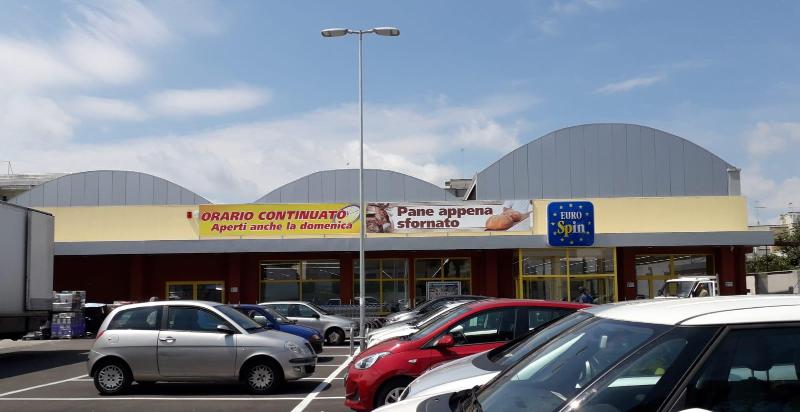 ORARIO CONTINUATO
Aperti anche la domenica
Pane appena
sfornato
EURO
Spin